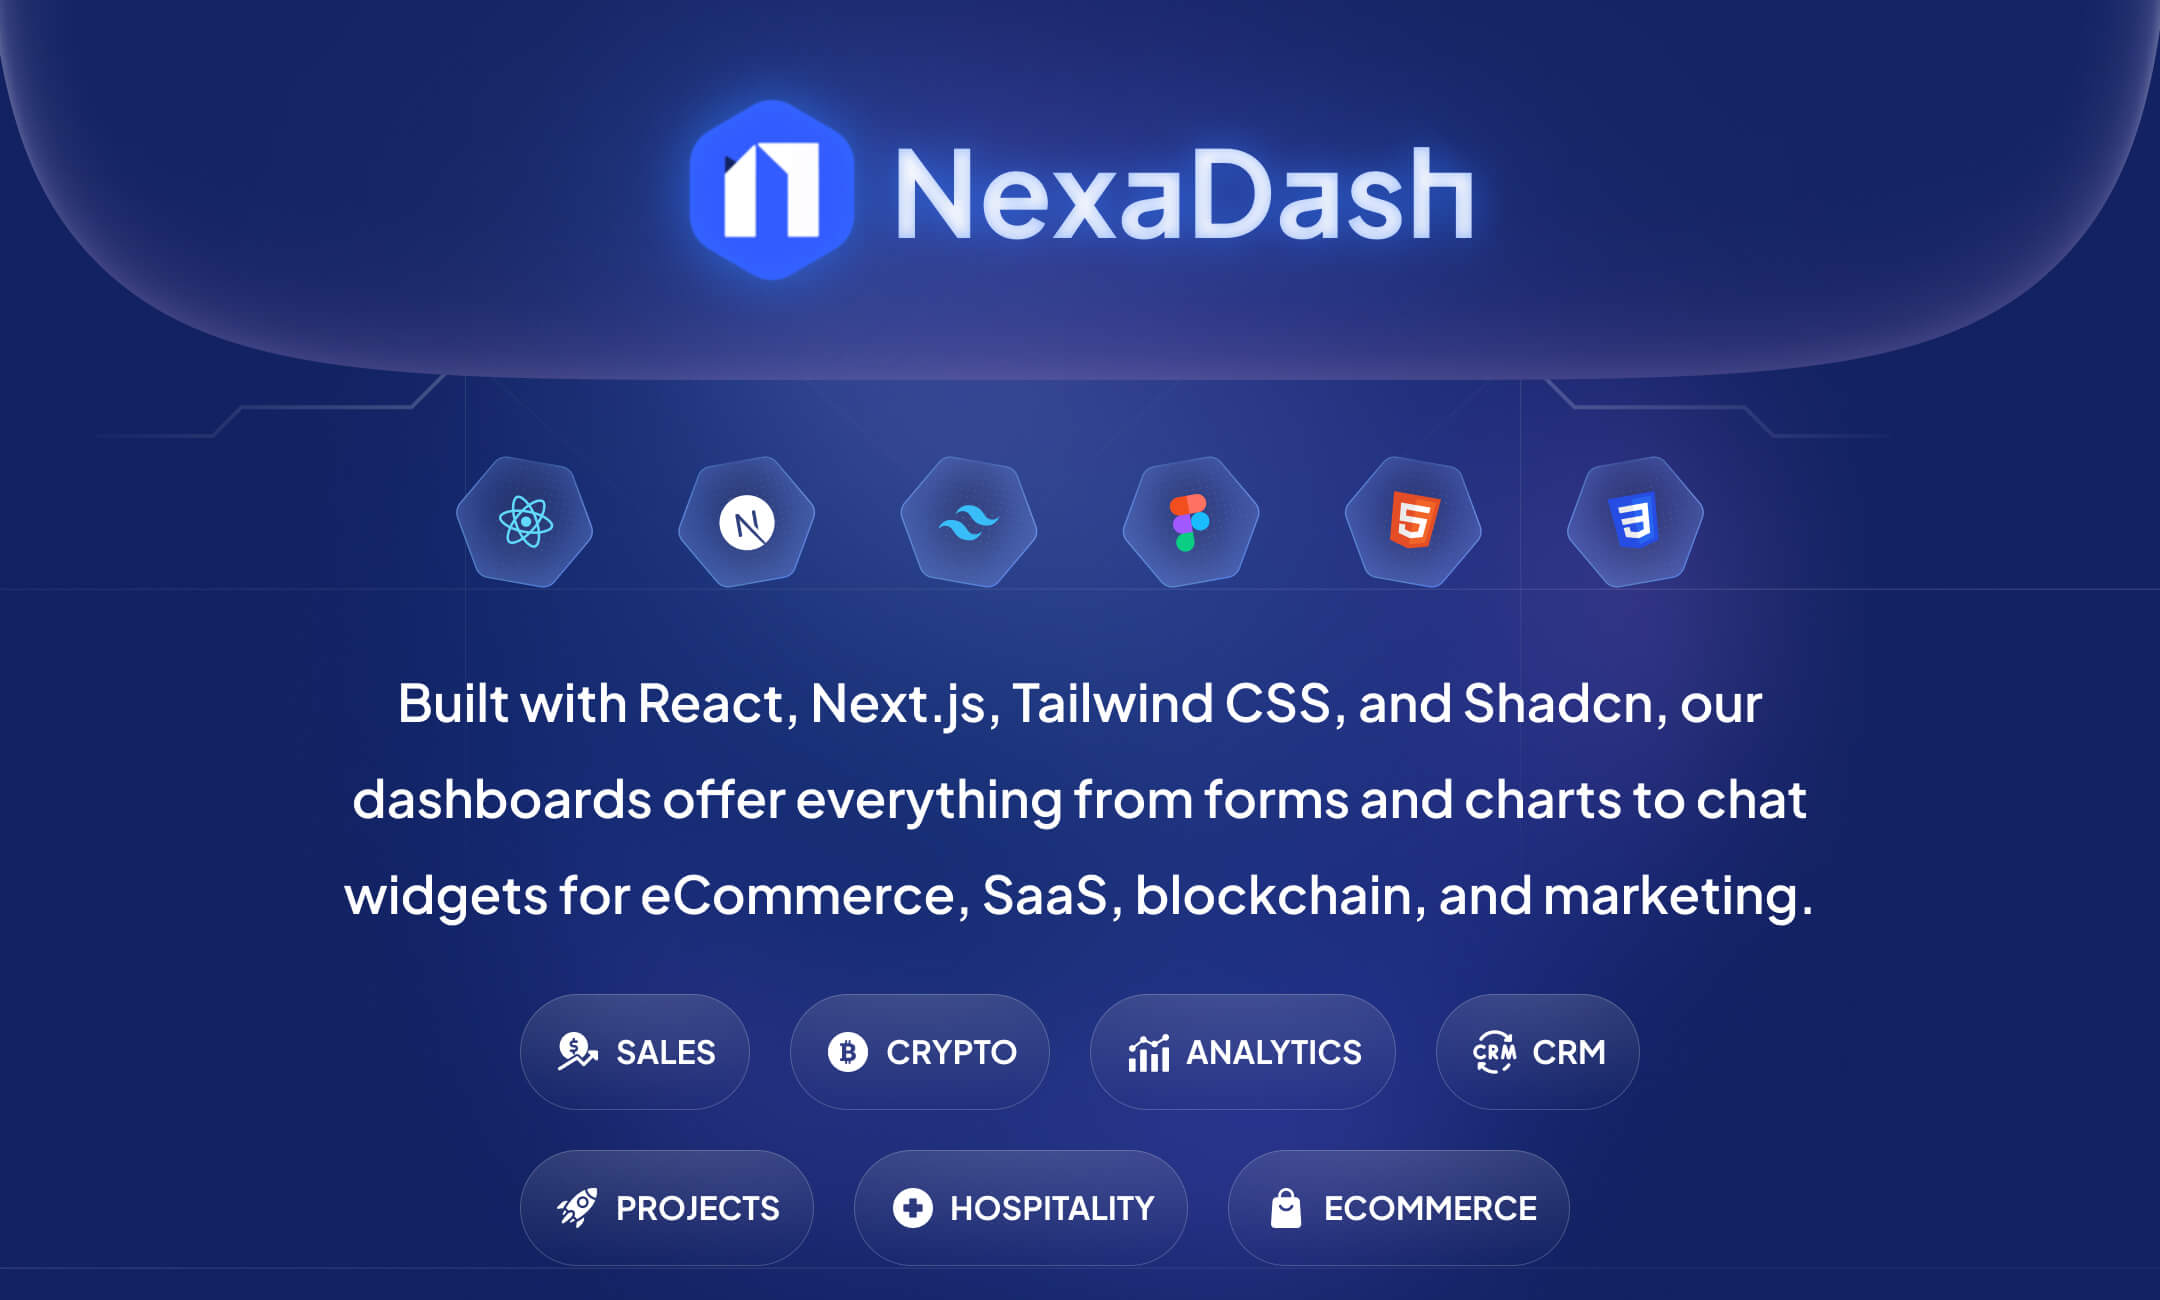 NexaDash
Built with React, Next.js, Tailwind CSS, and Shadcn, our
dashboards offer everything from forms and charts to chat
widgets for eCommerce, SaaS, blockchain, and marketing.
SALES
CRYPTO
ANALYTICS
CRM CRM
PROJECTS
HOSPITALITY
ECOMMERCE